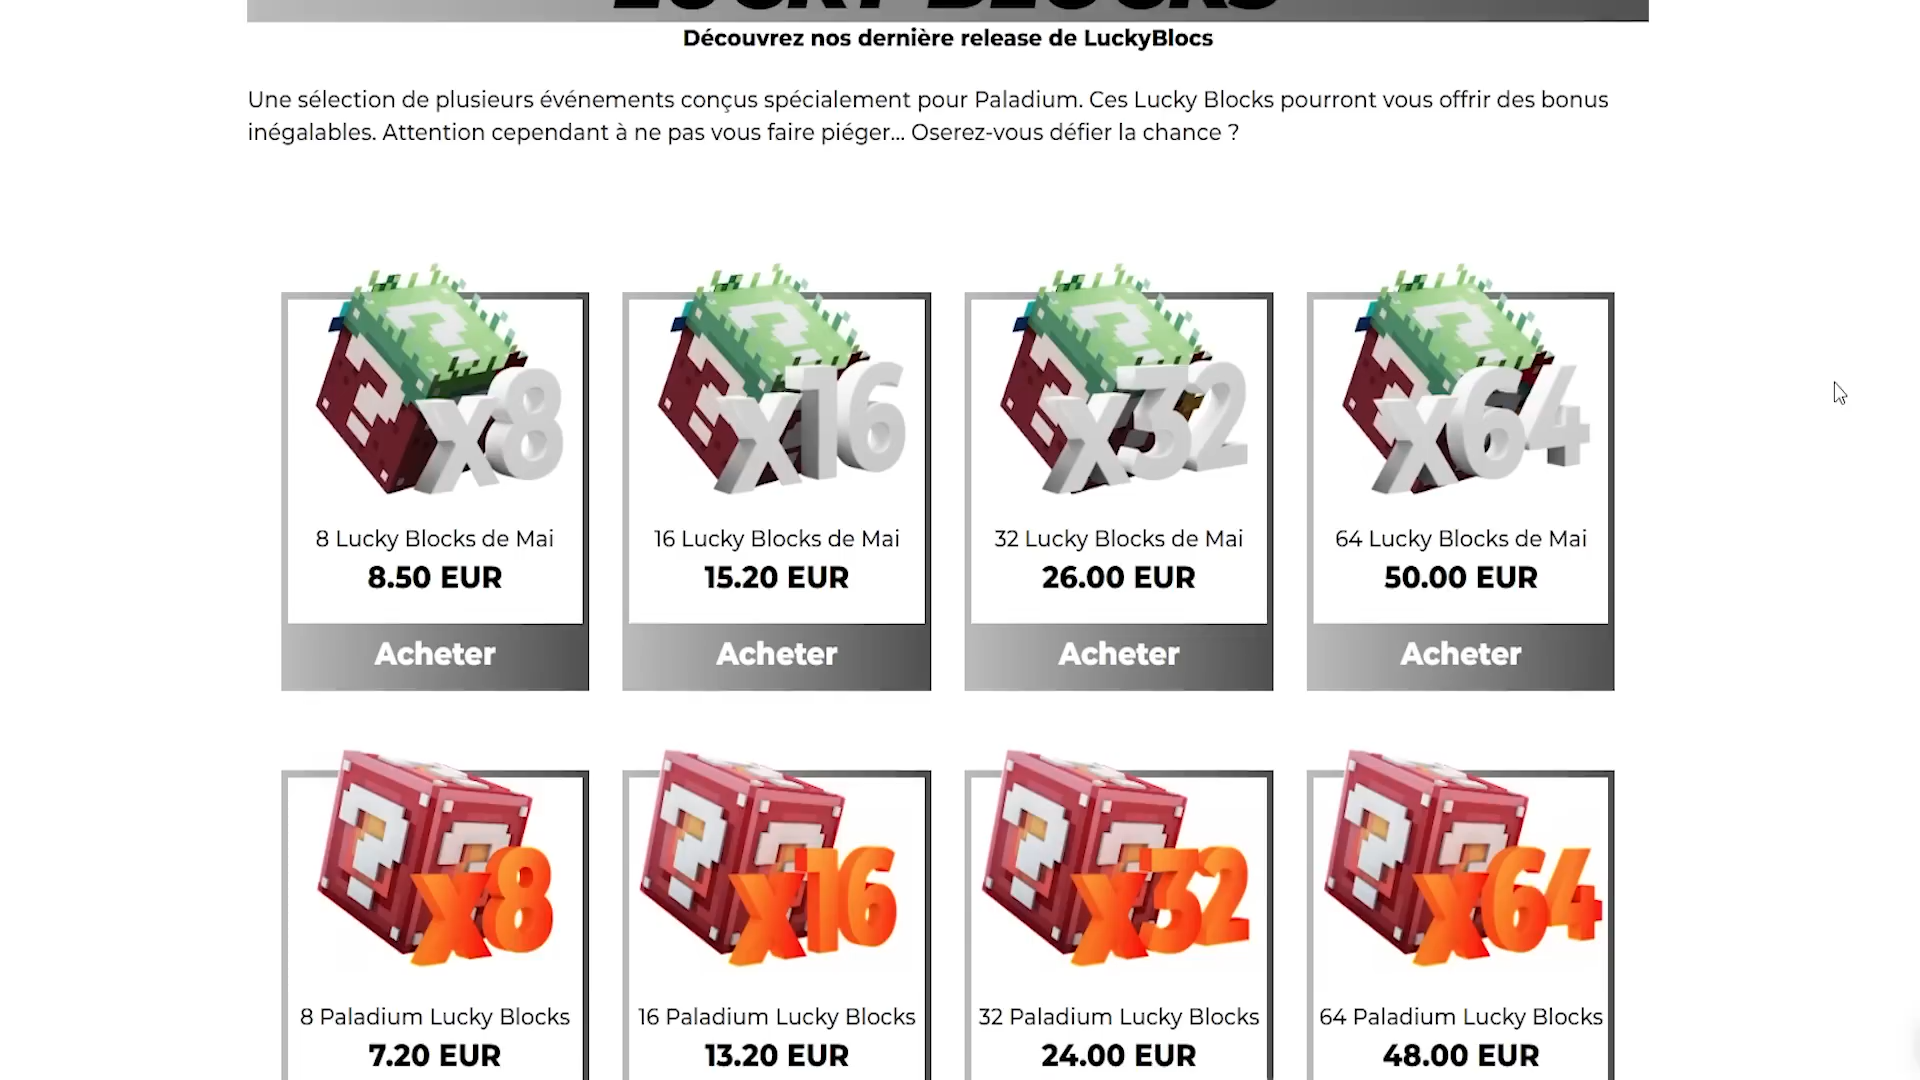 LUCKY BLOCKS
Découvrez nos dernière release de LuckyBlocs
Une sélection de plusieurs événements conçus spécialement pour Paladium. Ces Lucky Blocks pourront vous offrir des bonus
inégalables. Attention cependant à ne pas vous faire piéger... Oserez-vous défier la chance ?
? ? x8
? ? x16
? ? x32
? ? x64
8 Lucky Blocks de Mai
8.50 EUR
Acheter
16 Lucky Blocks de Mai
15.20 EUR
Acheter
32 Lucky Blocks de Mai
26.00 EUR
Acheter
64 Lucky Blocks de Mai
50.00 EUR
Acheter
? ? x8
? ? x16
? ? x32
? ? x64
8 Paladium Lucky Blocks
7.20 EUR
16 Paladium Lucky Blocks
13.20 EUR
32 Paladium Lucky Blocks
24.00 EUR
64 Paladium Lucky Blocks
48.00 EUR